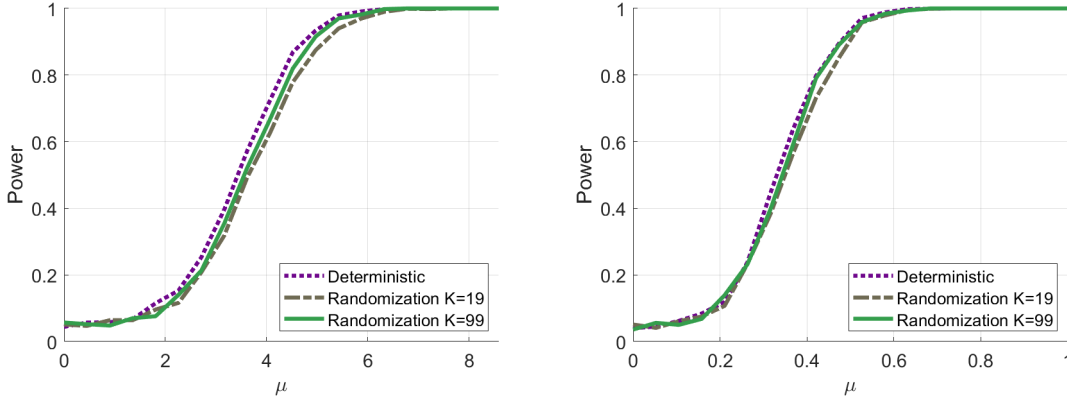 1
0.8
0.6
0.4
0.2
0
Power
0 2 4 6 8
μ
Deterministic
Randomization K=19
Randomization K=99
1
0.8
0.6
0.4
0.2
0
Power
0 0.2 0.4 0.6 0.8 1
μ
Deterministic
Randomization K=19
Randomization K=99